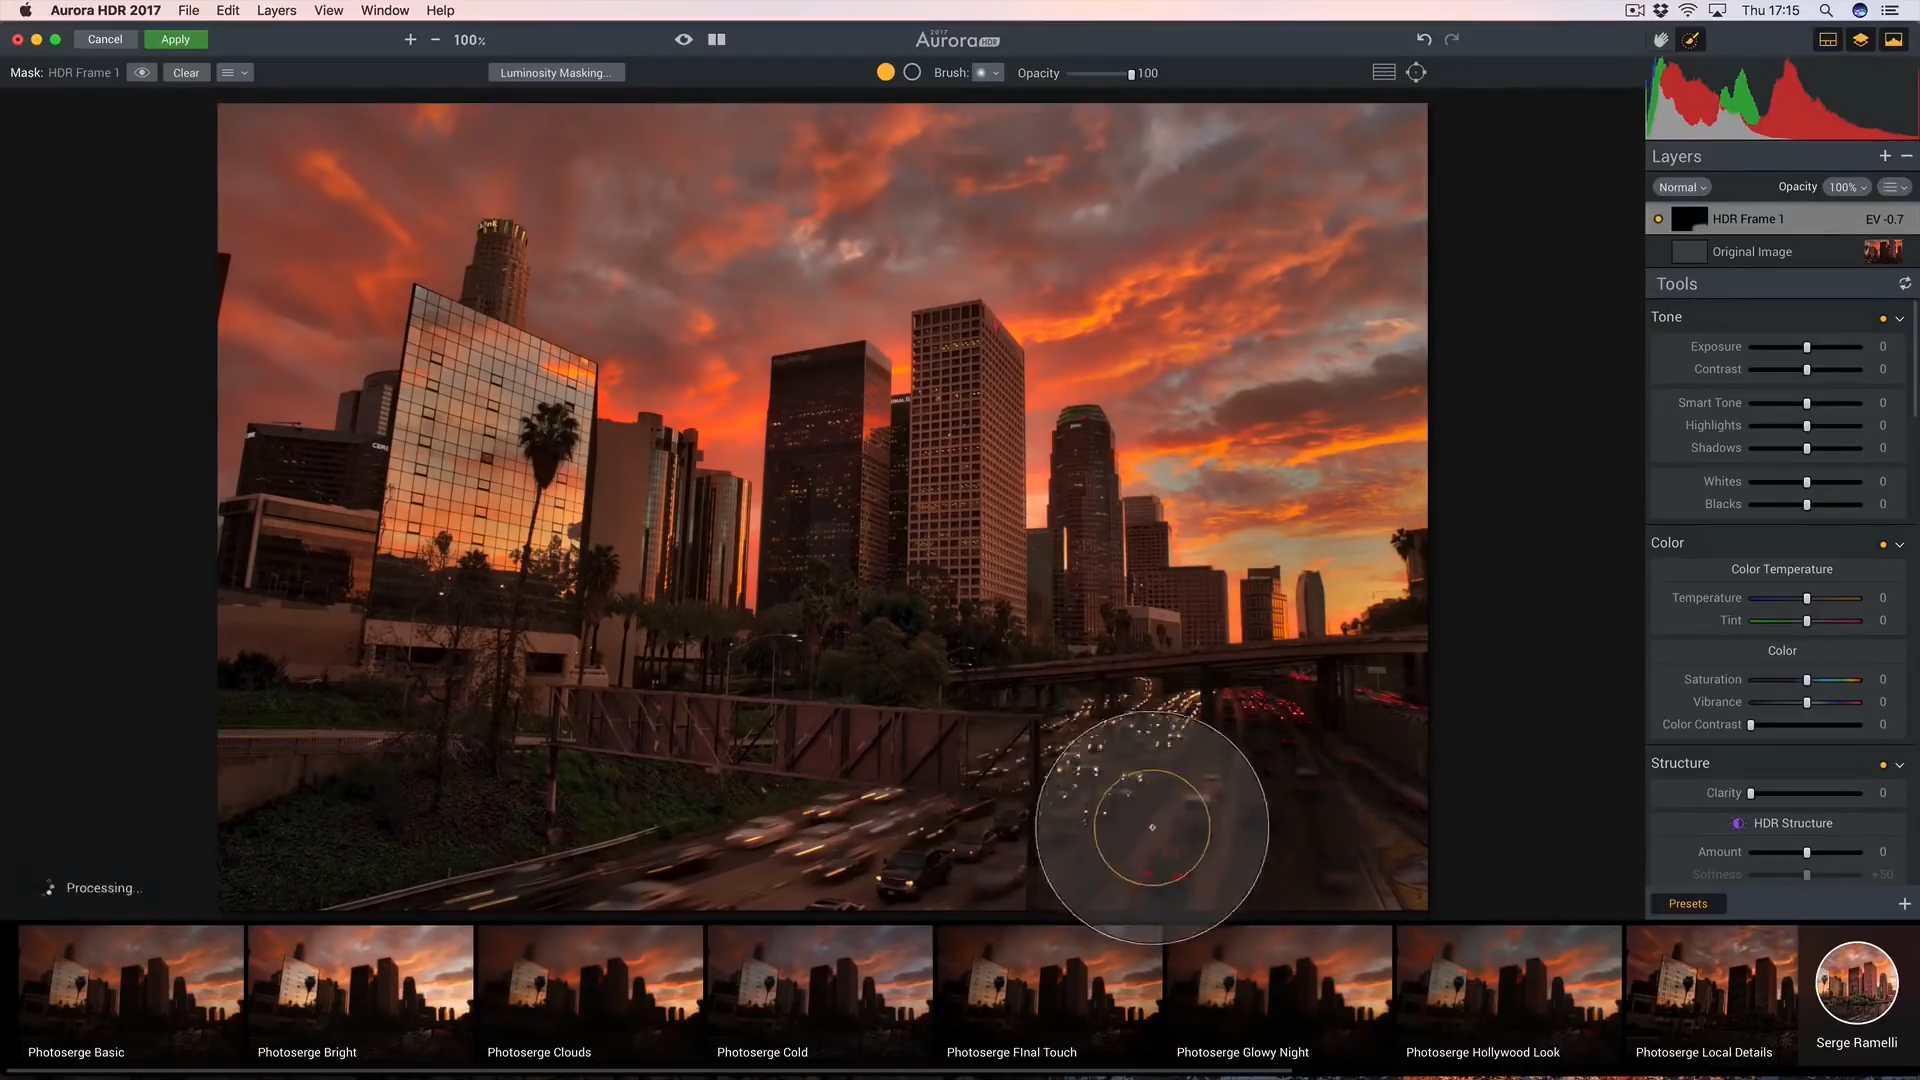 Aurora HDR 2017 File Edit Layers View Window Help Thu 17:15
Cancel Apply + − 100% 2017 Aurora HDR
Mask: HDR Frame 1 Clear Luminosity Masking... Brush: Opacity 100
Layers + −
Normal Opacity 100%
HDR Frame 1 EV -0.7
Original Image
Tools
Tone
Exposure 0
Contrast 0
Smart Tone 0
Highlights 0
Shadows 0
Whites 0
Blacks 0
Color
Color Temperature
Temperature 0
Tint 0
Color
Saturation 0
Vibrance 0
Color Contrast 0
Structure
Clarity 0
HDR Structure
Amount 0
Softness +50
Processing...
Presets +
Photoserge Basic
Photoserge Bright
Photoserge Clouds
Photoserge Cold
Photoserge FInal Touch
Photoserge Glowy Night
Photoserge Hollywood Look
Photoserge Local Details
Serge Ramelli
CBRE